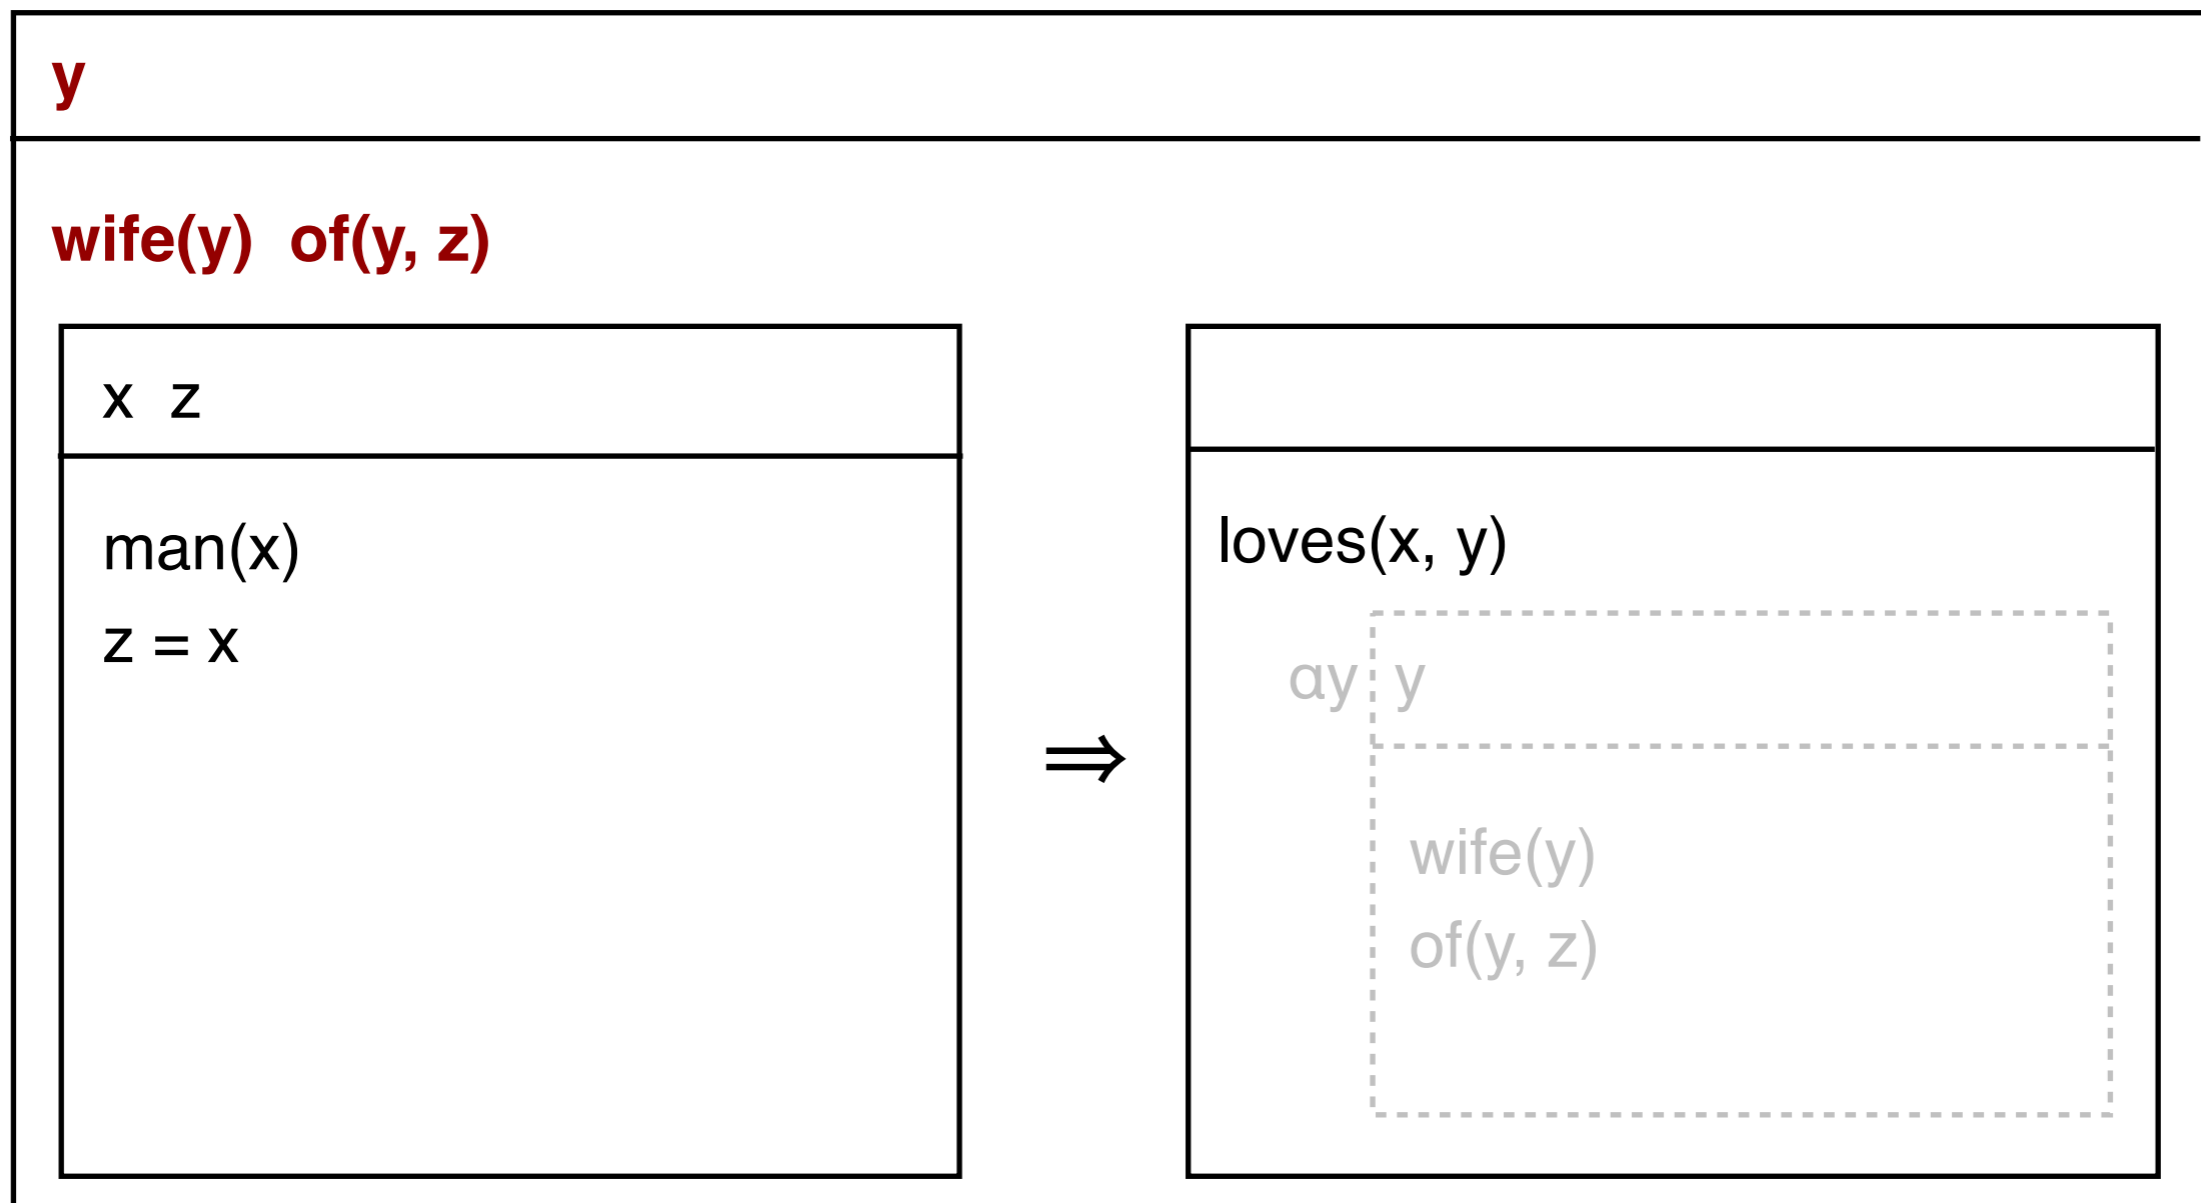 y
wife(y) of(y, z)
x z
man(x)
z = x
⇒
loves(x, y)
αy y
wife(y)
of(y, z)